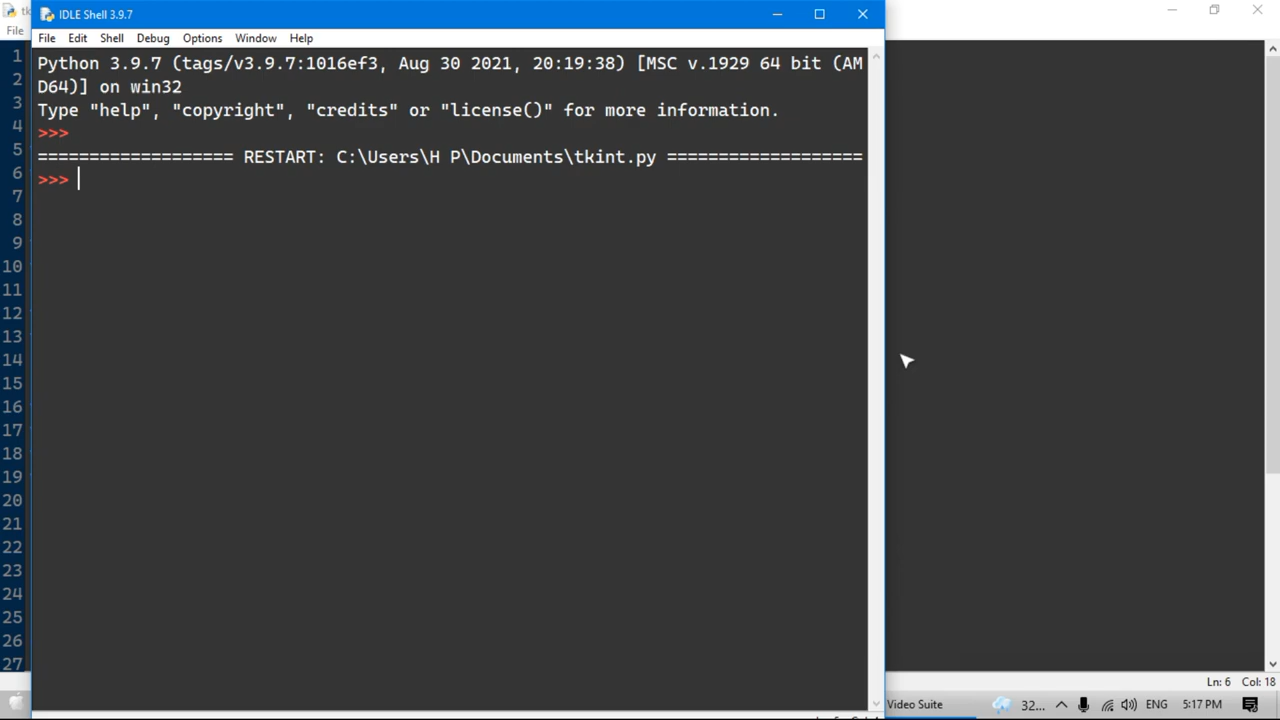 tk
IDLE Shell 3.9.7
File
File Edit Shell Debug Options Window Help
Python 3.9.7 (tags/v3.9.7:1016ef3, Aug 30 2021, 20:19:38) [MSC v.1929 64 bit (AM
D64)] on win32
Type "help", "copyright", "credits" or "license()" for more information.
>>>
=================== RESTART: C:\Users\H P\Documents\tkint.py ===================
>>>
1
2
3
4
5
6
7
8
9
10
11
12
13
14
15
16
17
18
19
20
21
22
23
24
25
26
27
Ln: 6 Col: 18
Video Suite 32... ENG 5:17 PM